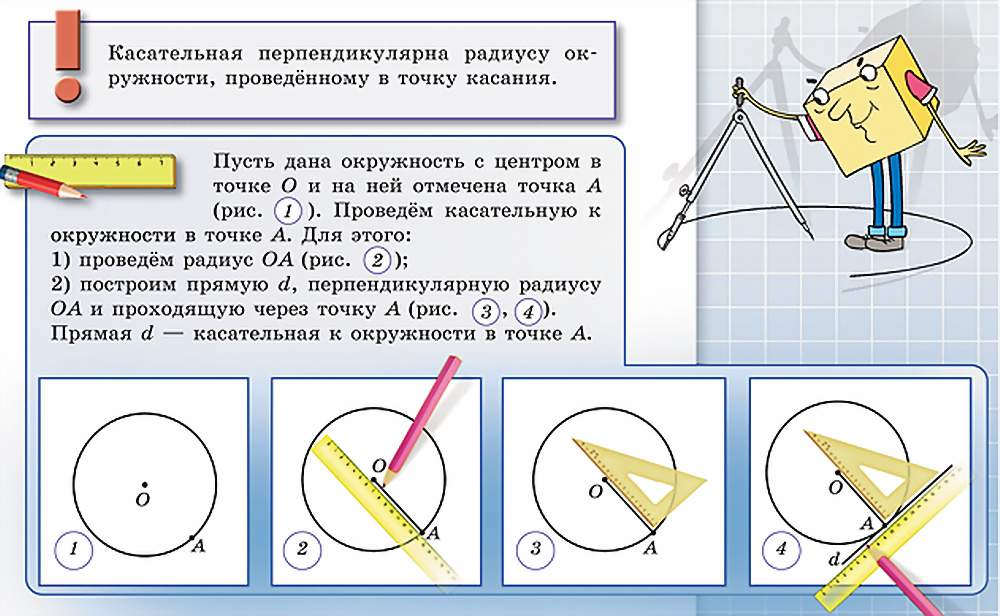 Касательная перпендикулярна радиусу ок-
ружности, проведённому в точку касания.
Пусть дана окружность с центром в
точке O и на ней отмечена точка A
(рис. 1). Проведём касательную к
окружности в точке A. Для этого:
1) проведём радиус OA (рис. 2);
2) построим прямую d, перпендикулярную радиусу
OA и проходящую через точку A (рис. 3, 4).
Прямая d — касательная к окружности в точке A.
O
A
1
O
A
2
O
A
3
O
A
d
4